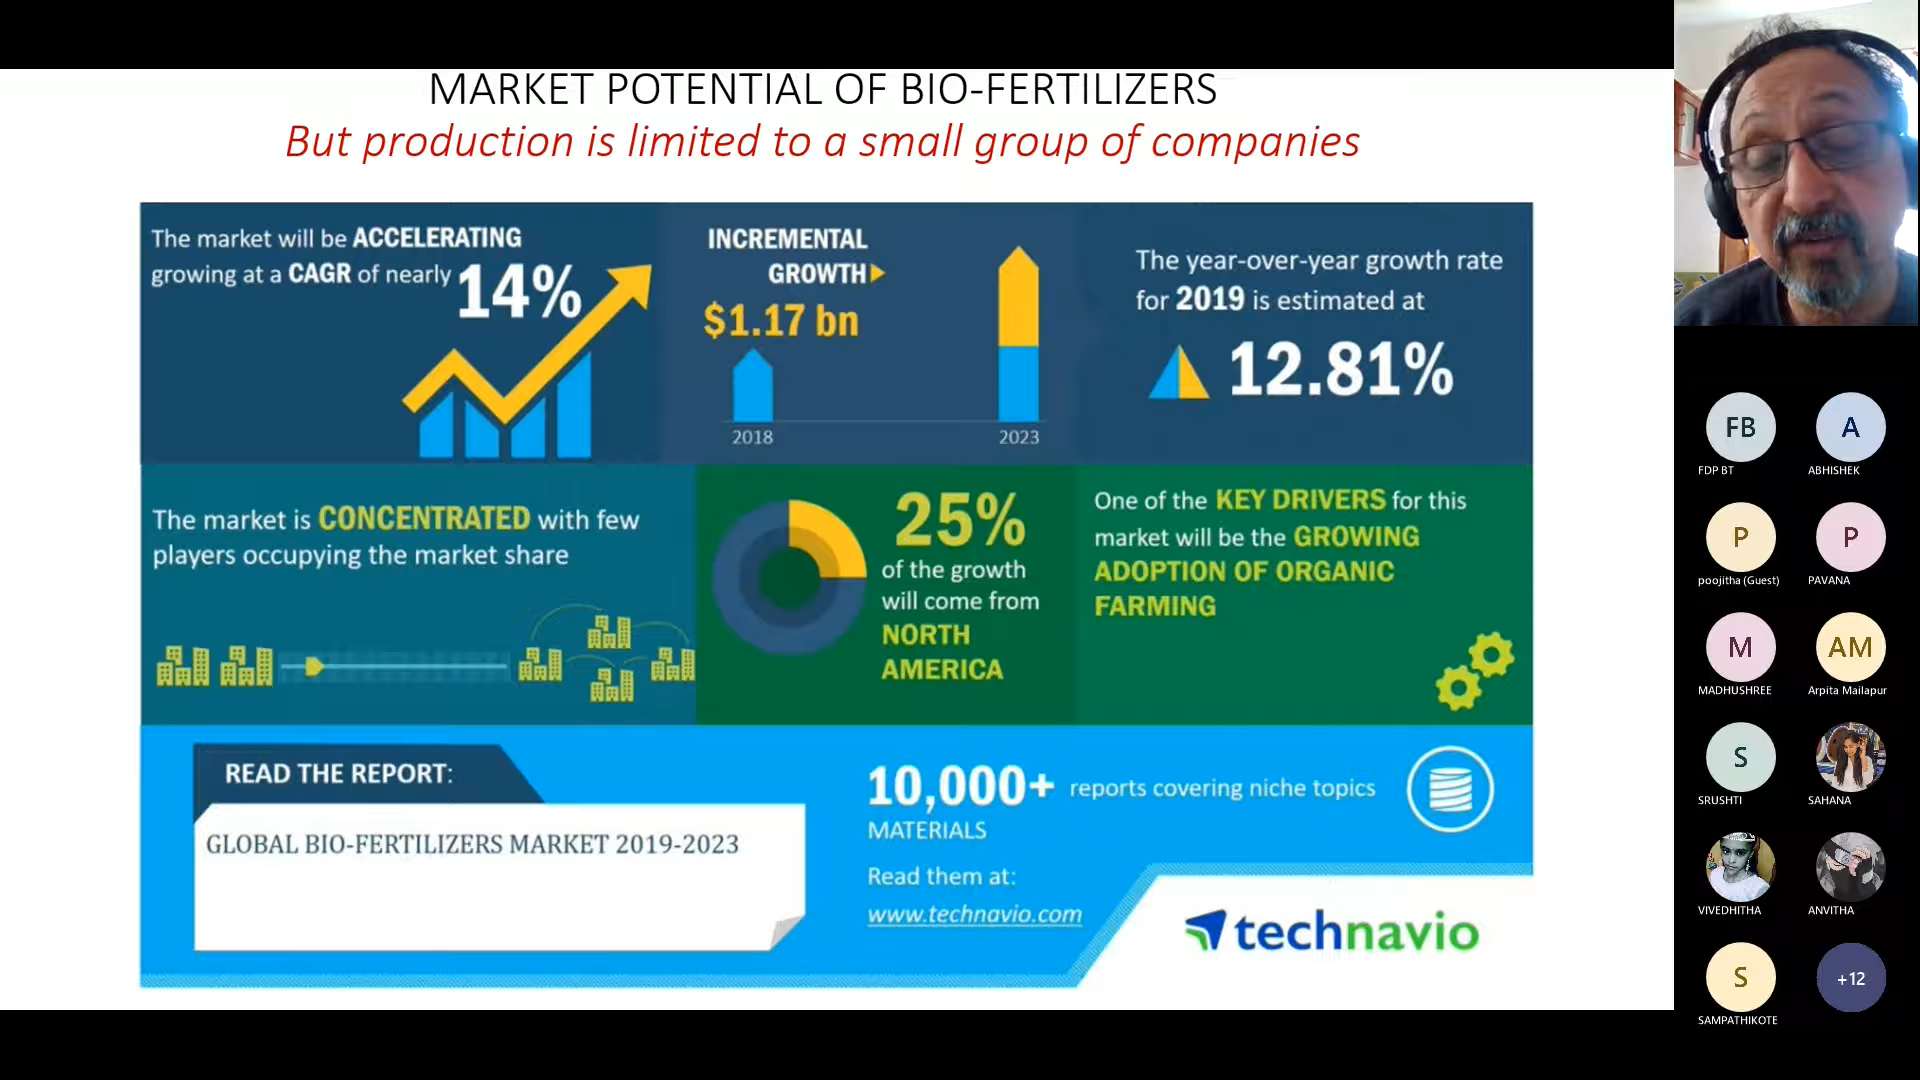 MARKET POTENTIAL OF BIO-FERTILIZERS
But production is limited to a small group of companies
The market will be ACCELERATING
growing at a CAGR of nearly 14%
INCREMENTAL
GROWTH
$1.17 bn
2018
2023
The year-over-year growth rate
for 2019 is estimated at
12.81%
The market is CONCENTRATED with few
players occupying the market share
25%
of the growth
will come from
NORTH
AMERICA
One of the KEY DRIVERS for this
market will be the GROWING
ADOPTION OF ORGANIC
FARMING
READ THE REPORT:
GLOBAL BIO-FERTILIZERS MARKET 2019-2023
10,000+ reports covering niche topics
MATERIALS
Read them at:
www.technavio.com
technavio
FB
FDP BT
A
ABHISHEK
P
poojitha (Guest)
P
PAVANA
M
MADHUSHREE
AM
Arpita Mailapur
S
SRUSHTI
SAHANA
VIVEDHITHA
ANVITHA
S
SAMPATHIKOTE
+12